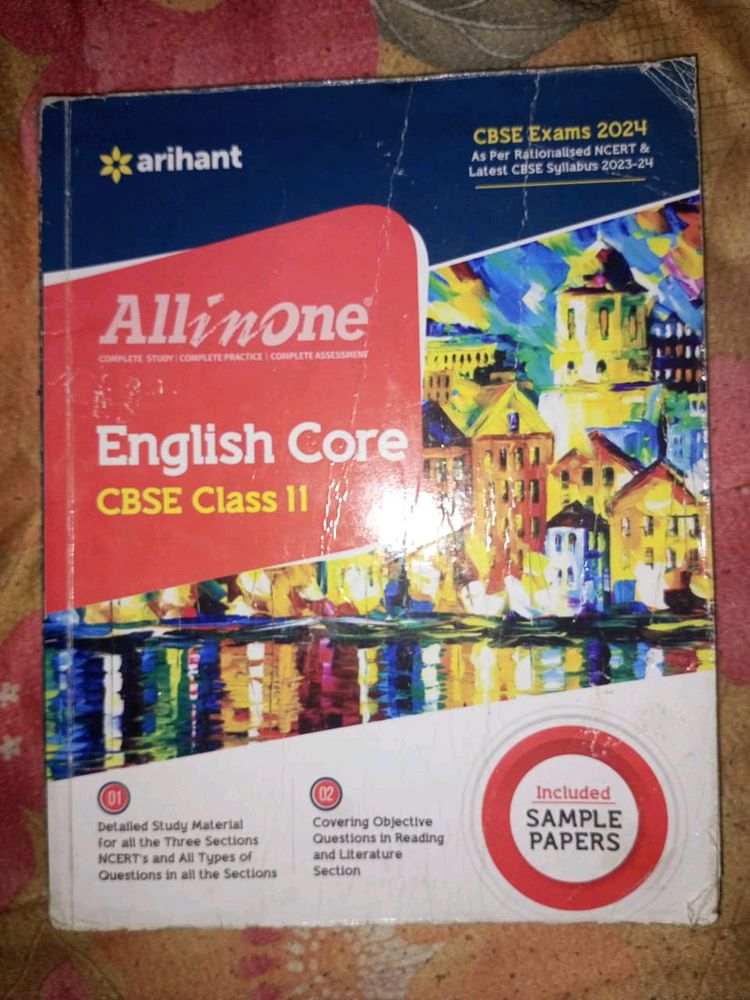 arihant
CBSE Exams 2024
As Per Rationalised NCERT &
Latest CBSE Syllabus 2023-24
All in One®
COMPLETE STUDY | COMPLETE PRACTICE | COMPLETE ASSESSMENT
English Core
CBSE Class 11
01
Detailed Study Material
for all the Three Sections
NCERT's and All Types of
Questions in all the Sections
02
Covering Objective
Questions in Reading
and Literature
Section
Included
SAMPLE
PAPERS